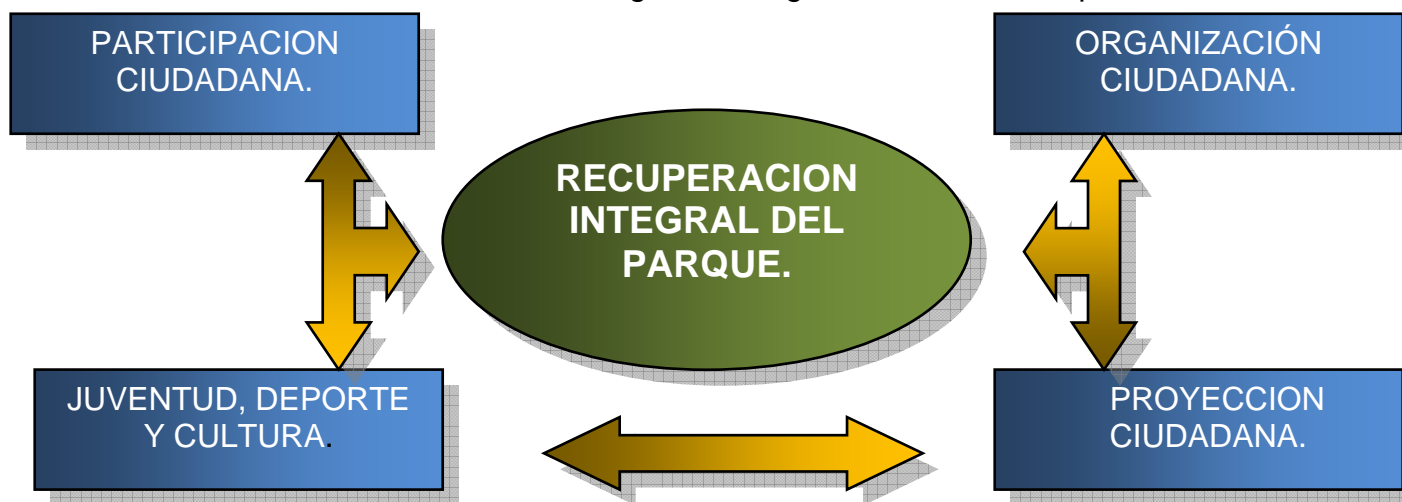 PARTICIPACION
CIUDADANA.
ORGANIZACIÓN
CIUDADANA.
RECUPERACION
INTEGRAL DEL
PARQUE.
JUVENTUD, DEPORTE
Y CULTURA.
PROYECCION
CIUDADANA.